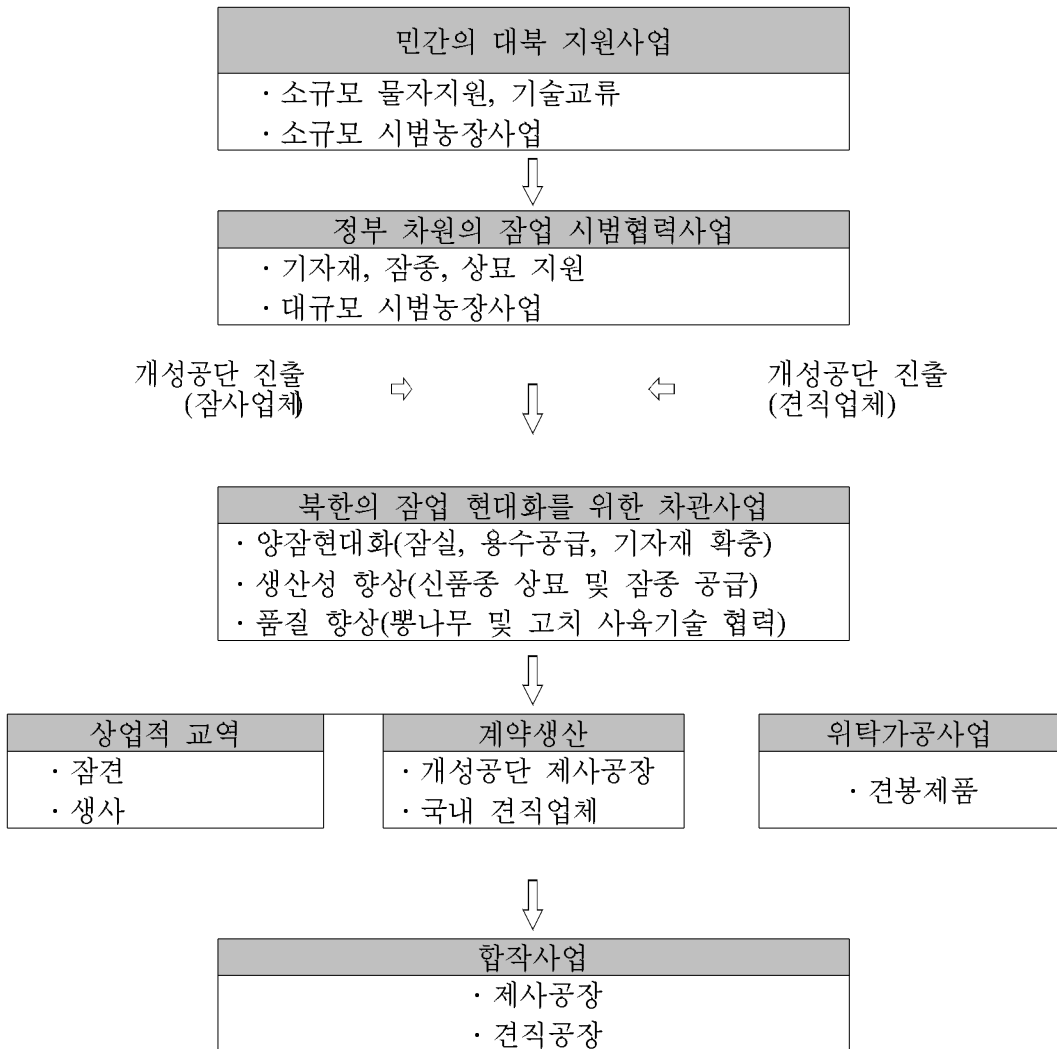 민간의 대북 지원사업
· 소규모 물자지원, 기술교류
· 소규모 시범농장사업
정부 차원의 잠업 시범협력사업
· 기자재, 잠종, 상묘 지원
· 대규모 시범농장사업
개성공단 진출
(잠사업체)
개성공단 진출
(견직업체)
북한의 잠업 현대화를 위한 차관사업
· 양잠현대화(잠실, 용수공급, 기자재 확충)
· 생산성 향상(신품종 상묘 및 잠종 공급)
· 품질 향상(뽕나무 및 고치 사육기술 협력)
상업적 교역
· 잠견
· 생사
계약생산
· 개성공단 제사공장
· 국내 견직업체
위탁가공사업
· 견봉제품
합작사업
· 제사공장
· 견직공장